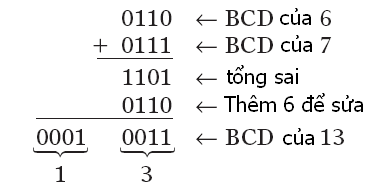 0110 ← BCD của 6
+ 0111 ← BCD của 7
1101 ← tổng sai
0110 ← Thêm 6 để sửa
0001 0011 ← BCD của 13
1 3